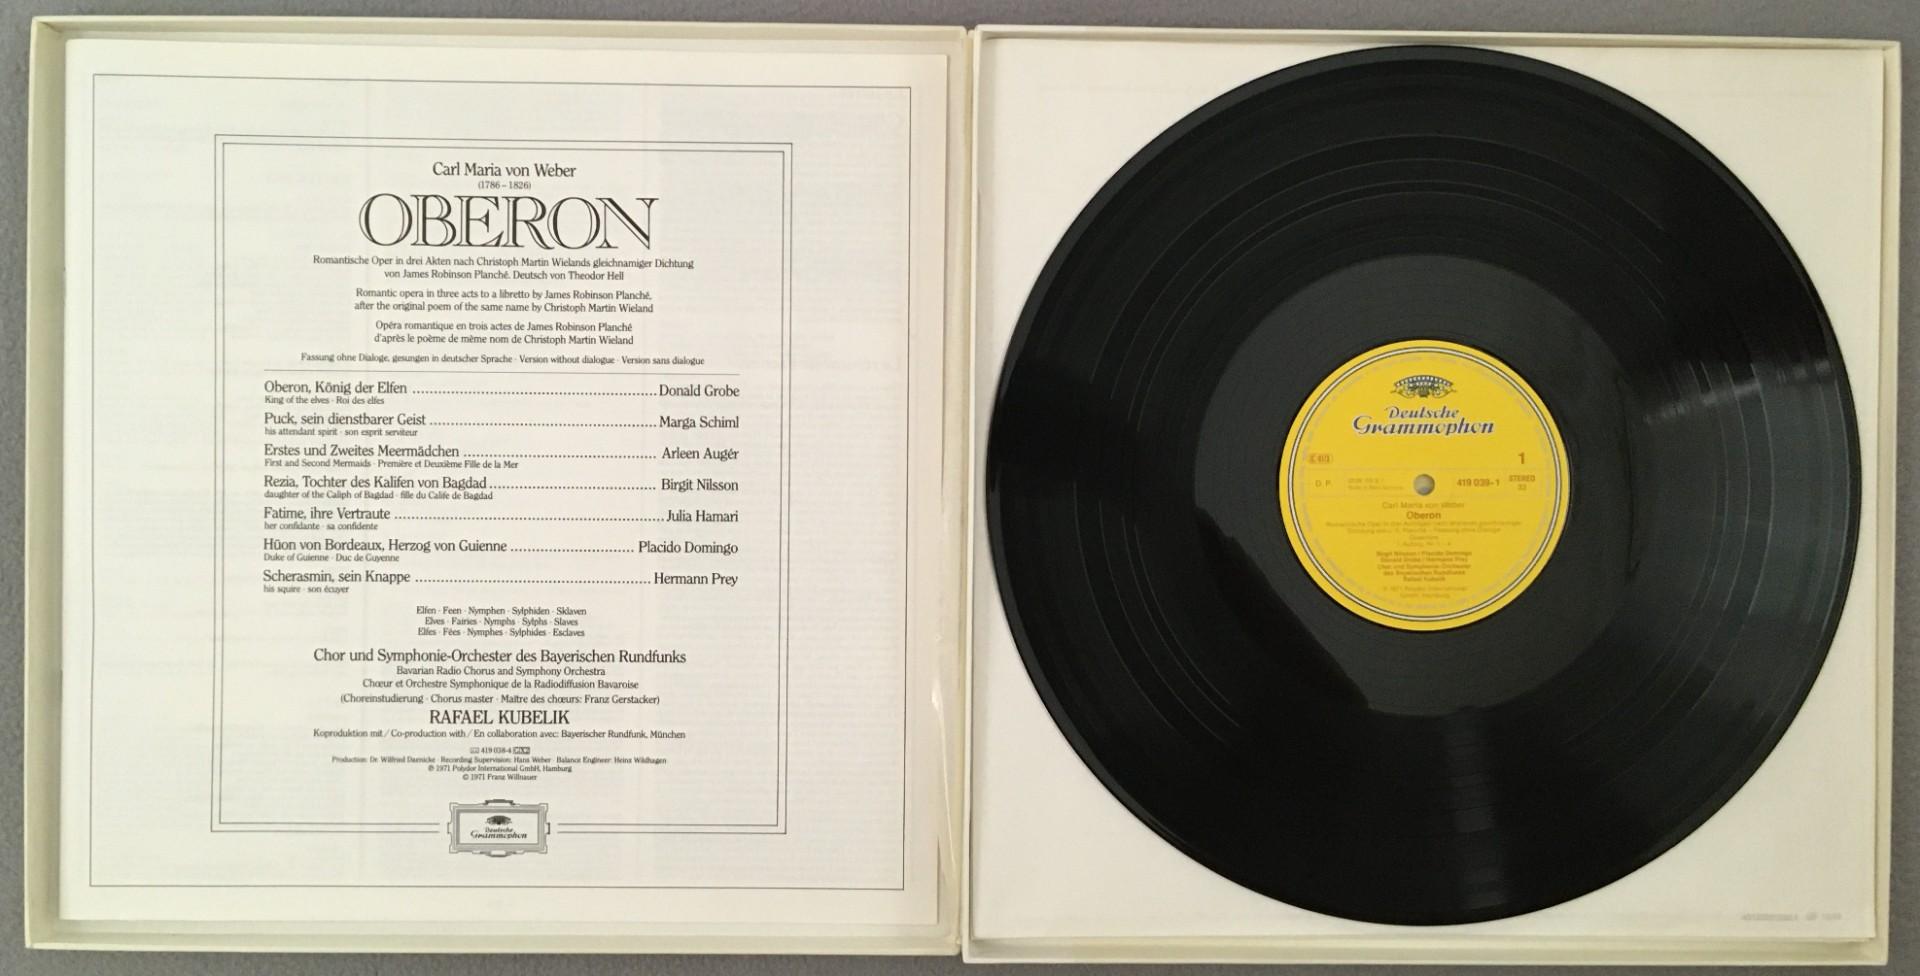 Carl Maria von Weber
(1786–1826)
OBERON
Romantische Oper in drei Akten nach Christoph Martin Wielands gleichnamiger Dichtung
von James Robinson Planché. Deutsch von Theodor Hell
Romantic opera in three acts to a libretto by James Robinson Planché,
after the original poem of the same name by Christoph Martin Wieland
Opéra romantique en trois actes de James Robinson Planché
d'après le poème de même nom de Christoph Martin Wieland
Fassung ohne Dialoge, gesungen in deutscher Sprache · Version without dialogue · Version sans dialogue
Oberon, König der Elfen ........ Donald Grobe
King of the elves · Roi des elfes
Puck, sein dienstbarer Geist ........ Marga Schiml
his attendant spirit · son esprit serviteur
Erstes und Zweites Meermädchen ........ Arleen Augér
First and Second Mermaids · Première et Deuxième Fille de la Mer
Rezia, Tochter des Kalifen von Bagdad ........ Birgit Nilsson
daughter of the Caliph of Bagdad · fille du Calife de Bagdad
Fatime, ihre Vertraute ........ Julia Hamari
her confidante · sa confidente
Hüon von Bordeaux, Herzog von Guienne ........ Placido Domingo
Duke of Guienne · Duc de Guyenne
Scherasmin, sein Knappe ........ Hermann Prey
his squire · son écuyer
Elfen · Feen · Nymphen · Sylphiden · Sklaven
Elves · Fairies · Nymphs · Sylphs · Slaves
Elfes · Fées · Nymphes · Sylphides · Esclaves
Chor und Symphonie-Orchester des Bayerischen Rundfunks
Bavarian Radio Chorus and Symphony Orchestra
Chœur et Orchestre Symphonique de la Radiodiffusion Bavaroise
(Choreinstudierung · Chorus master · Maître des chœurs: Franz Gerstacker)
RAFAEL KUBELIK
Koproduktion mit / Co-production with / En collaboration avec: Bayerischer Rundfunk, München
419 038-4
Production: Dr. Wilfried Daenicke · Recording Supervision: Hans Weber · Balance Engineer: Heinz Wildhagen
℗ 1971 Polydor International GmbH, Hamburg
© 1971 Franz Willnauer
Deutsche
Grammophon
Deutsche
Grammophon
1
D. P.
419 039-1
STEREO
33
Carl Maria von Weber
Oberon
Birgit Nilsson / Placido Domingo
Donald Grobe / Hermann Prey
Chor und Symphonie-Orchester
des Bayerischen Rundfunks
Rafael Kubelik
℗ 1971 Polydor International
GmbH, Hamburg